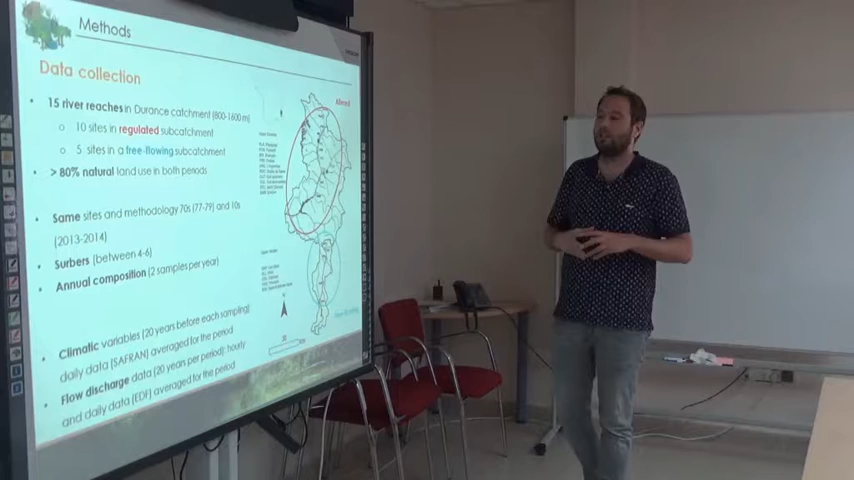 Methods
Data collection
• 15 river reaches in Durance catchment (800-1600 m)
○ 10 sites in regulated subcatchment
○ 5 sites in a free-flowing subcatchment
• > 80% natural land use in both periods
• Same sites and methodology 70s (77-79) and 10s
(2013-2014)
• Surbers (between 4-6)
• Annual composition (2 samples per year)
• Climatic variables (20 years before each sampling)
daily data (SAFRAN) averaged for the period
• Flow discharge data (20 years per period) hourly
and daily data (EDF) averaged for the period